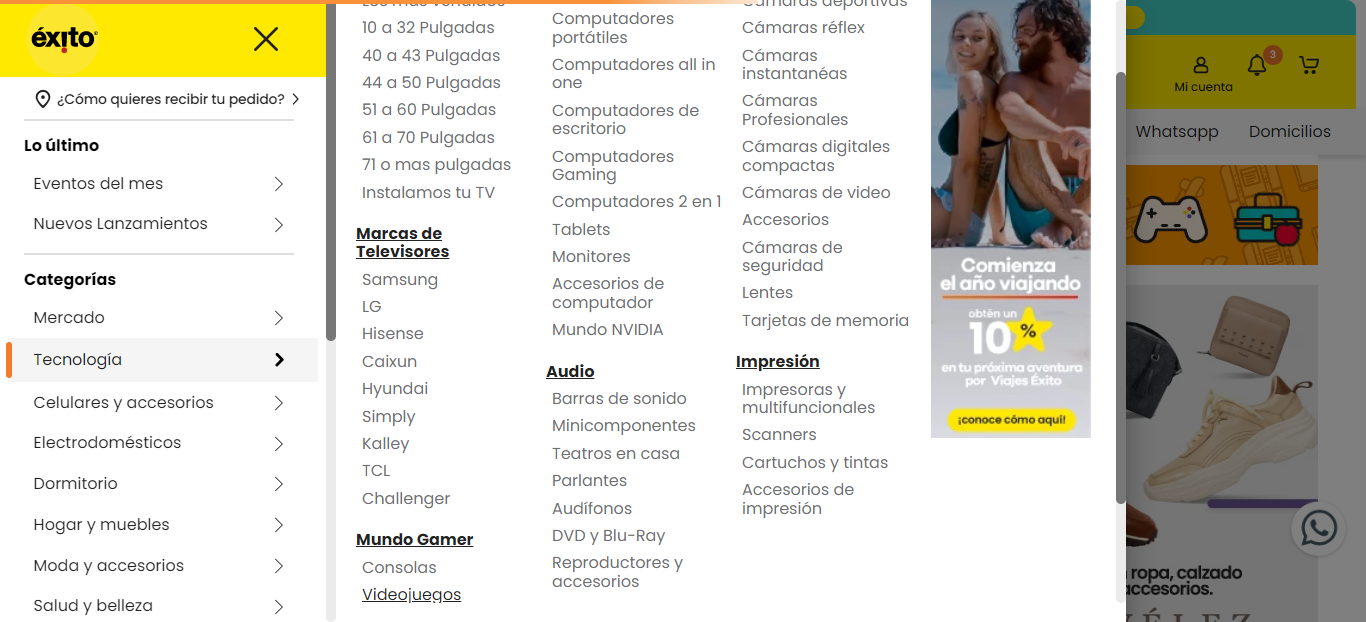 éxito
¿Cómo quieres recibir tu pedido?
Lo último
Eventos del mes
Nuevos Lanzamientos
Categorías
Mercado
Tecnología
Celulares y accesorios
Electrodomésticos
Dormitorio
Hogar y muebles
Moda y accesorios
Salud y belleza
Los más vendidos
10 a 32 Pulgadas
40 a 43 Pulgadas
44 a 50 Pulgadas
51 a 60 Pulgadas
61 a 70 Pulgadas
71 o mas pulgadas
Instalamos tu TV
Marcas de
Televisores
Samsung
LG
Hisense
Caixun
Hyundai
Simply
Kalley
TCL
Challenger
Mundo Gamer
Consolas
Videojuegos
Computadores
portátiles
Computadores all in
one
Computadores de
escritorio
Computadores
Gaming
Computadores 2 en 1
Tablets
Monitores
Accesorios de
computador
Mundo NVIDIA
Audio
Barras de sonido
Minicomponentes
Teatros en casa
Parlantes
Audífonos
DVD y Blu-Ray
Reproductores y
accesorios
Cámaras deportivas
Cámaras réflex
Cámaras
instantanéas
Cámaras
Profesionales
Cámaras digitales
compactas
Cámaras de video
Accesorios
Cámaras de
seguridad
Lentes
Tarjetas de memoria
Impresión
Impresoras y
multifuncionales
Scanners
Cartuchos y tintas
Accesorios de
impresión
Comienza
el año viajando
obtén un
10%
en tu próxima aventura
por Viajes Éxito
¡conoce cómo aquí!
3
Mi cuenta
Whatsapp
Domicilios
ropa, calzado
accesorios.
VÉLEZ